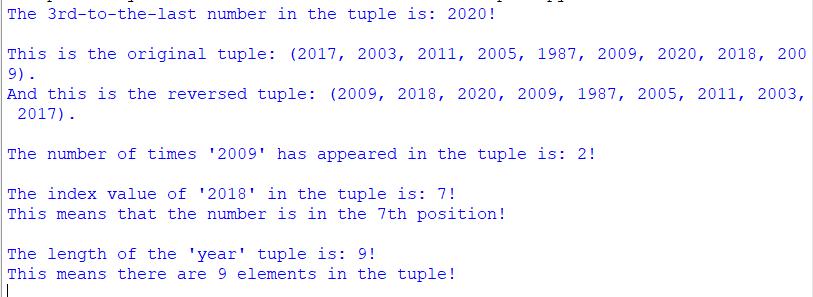 The 3rd-to-the-last number in the tuple is: 2020!
This is the original tuple: (2017, 2003, 2011, 2005, 1987, 2009, 2020, 2018, 200
9).
And this is the reversed tuple: (2009, 2018, 2020, 2009, 1987, 2005, 2011, 2003,
2017).
The number of times '2009' has appeared in the tuple is: 2!
The index value of '2018' in the tuple is: 7!
This means that the number is in the 7th position!
The length of the 'year' tuple is: 9!
This means there are 9 elements in the tuple!